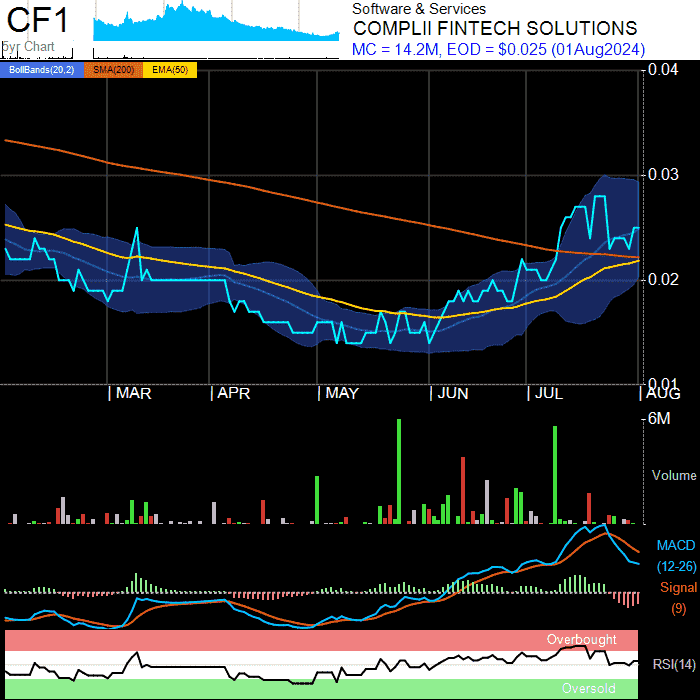 CF1
5yr Chart
Software & Services
COMPLII FINTECH SOLUTIONS
MC = 14.2M, EOD = $0.025 (01Aug2024)
BollBands(20,2) SMA(200) EMA(50)
0.04
0.03
0.02
0.01
MAR APR MAY JUN JUL AUG
6M
Volume
MACD
(12-26)
Signal
(9)
Overbought
RSI(14)
Oversold